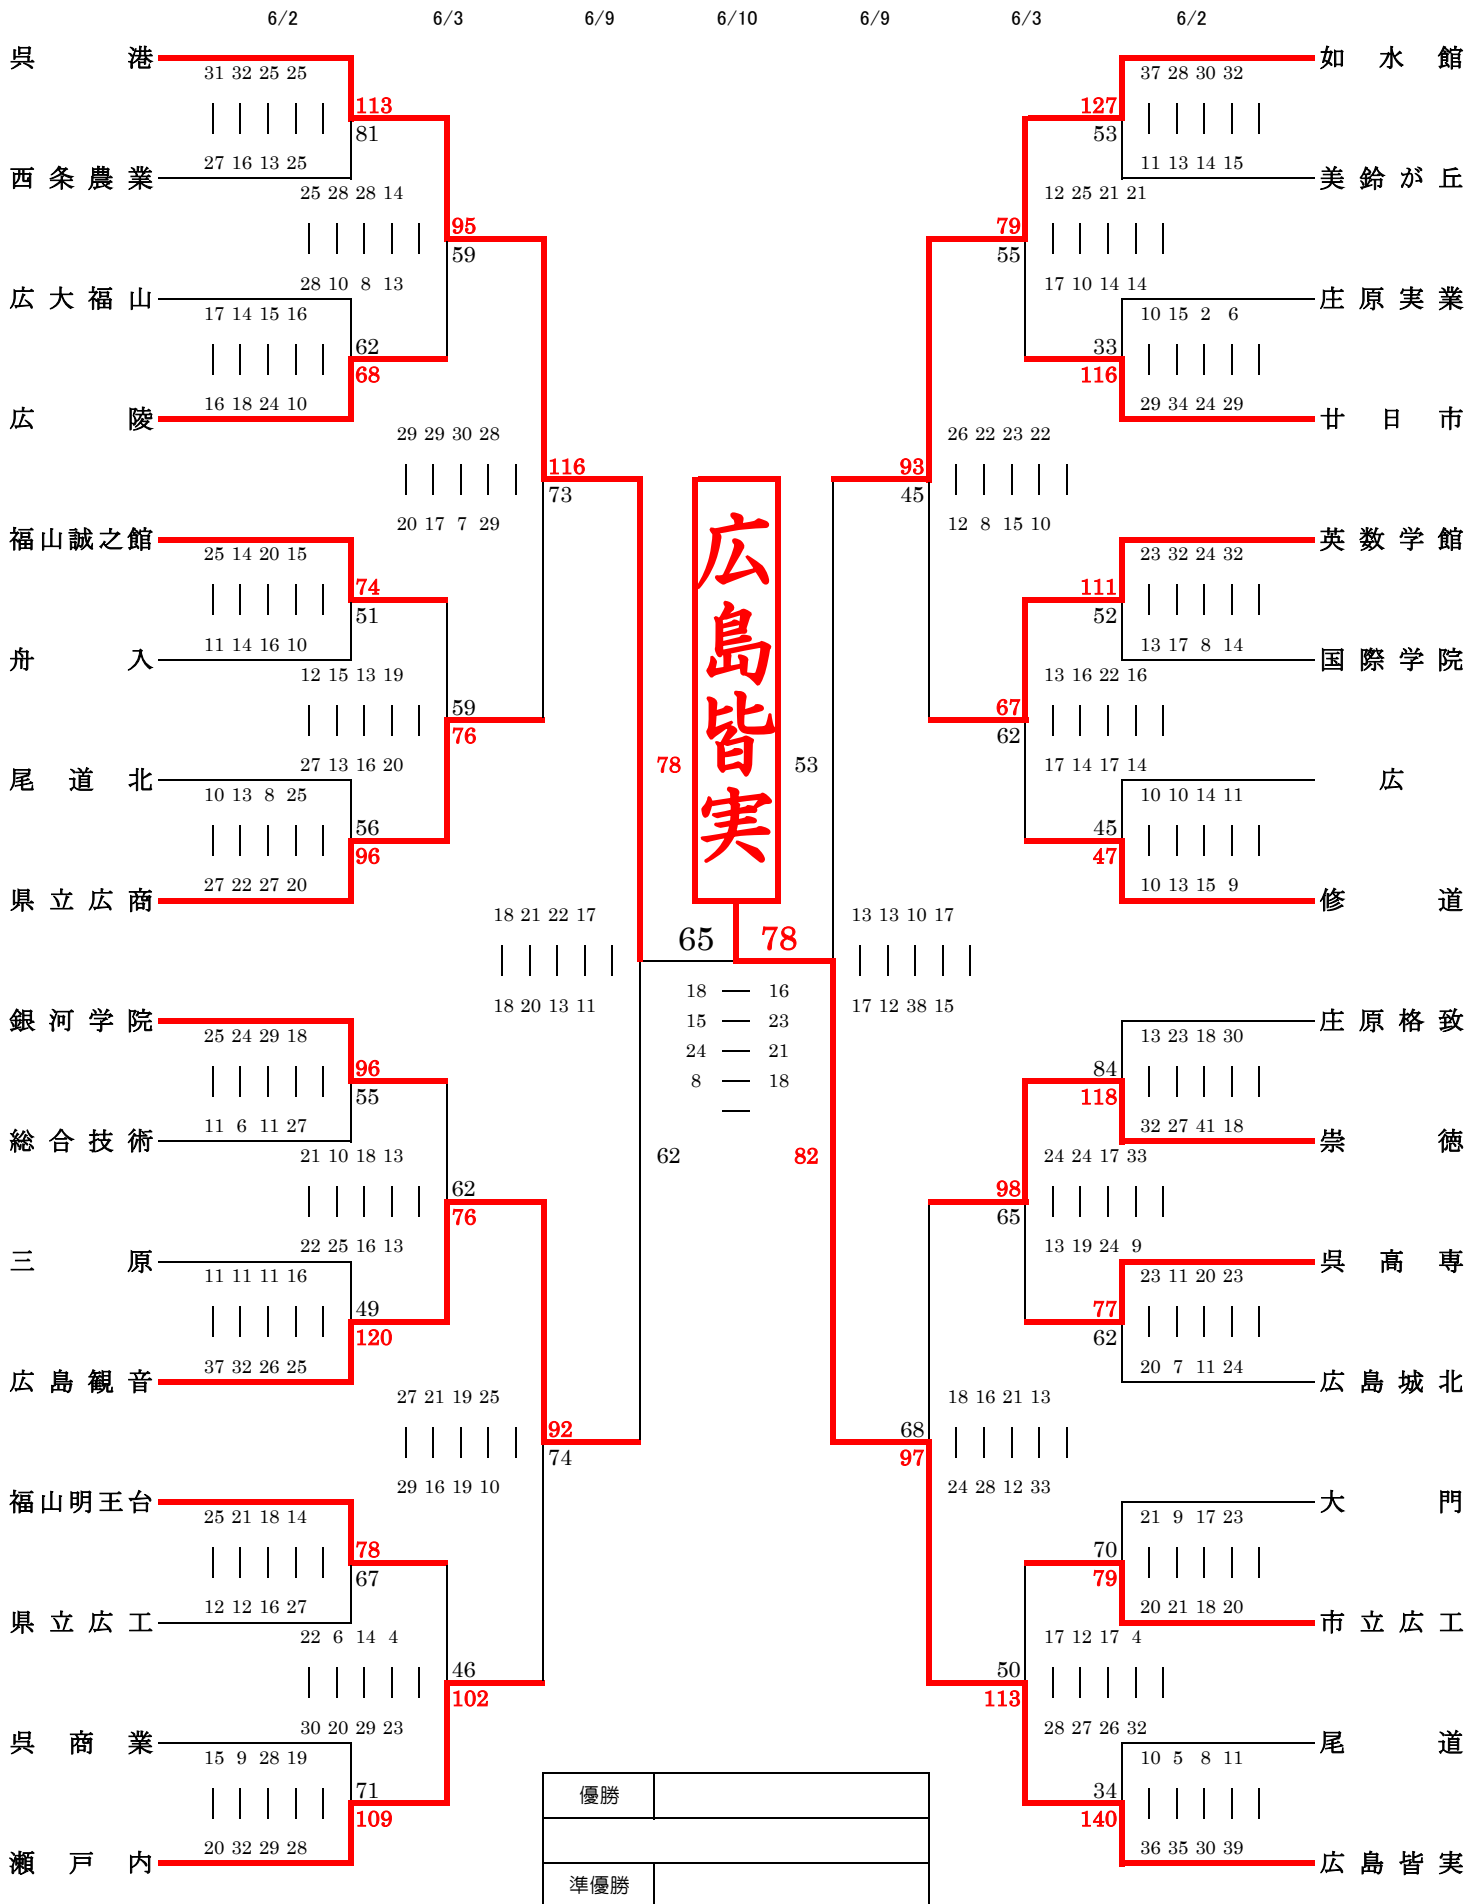 6/2 6/3 6/9 6/10 6/9 6/3 6/2
呉港 如水館
31 32 25 25 37 28 30 32
113 127
81 53
27 16 13 25 11 13 14 15
西条農業 美鈴が丘
25 28 28 14 12 25 21 21
95 79
59 55
28 10 8 13 17 10 14 14
広大福山 庄原実業
17 14 15 16 10 15 2 6
62 33
68 116
16 18 24 10 29 34 24 29
広陵 廿日市
29 29 30 28 26 22 23 22
116 93
73 45
20 17 7 29 12 8 15 10
広島皆実
福山誠之館 英数学館
25 14 20 15 23 32 24 32
74 111
51 52
11 14 16 10 13 17 8 14
舟入 国際学院
12 15 13 19 13 16 22 16
59 67
76 62
27 13 16 20 17 14 17 14
78 53
尾道北 広
10 13 8 25 10 10 14 11
56 45
96 47
27 22 27 20 10 13 15 9
県立広商 修道
18 21 22 17 13 13 10 17
65 78
18 16
18 20 13 11 17 12 38 15
15 23
24 21
8 18
銀河学院 庄原格致
25 24 29 18 13 23 18 30
96 84
55 118
11 6 11 27 32 27 41 18
総合技術 崇徳
62 82
21 10 18 13 24 24 17 33
62 98
76 65
22 25 16 13 13 19 24 9
三原 呉高専
11 11 11 16 23 11 20 23
49 77
120 62
37 32 26 25 20 7 11 24
広島観音 広島城北
27 21 19 25 18 16 21 13
92 68
74 97
29 16 19 10 24 28 12 33
福山明王台 大門
25 21 18 14 21 9 17 23
78 70
67 79
12 12 16 27 20 21 18 20
県立広工 市立広工
22 6 14 4 17 12 17 4
46 50
102 113
30 20 29 23 28 27 26 32
呉商業 尾道
15 9 28 19 10 5 8 11
71 34
109 140
20 32 29 28 36 35 30 39
瀬戸内 広島皆実
優勝
準優勝